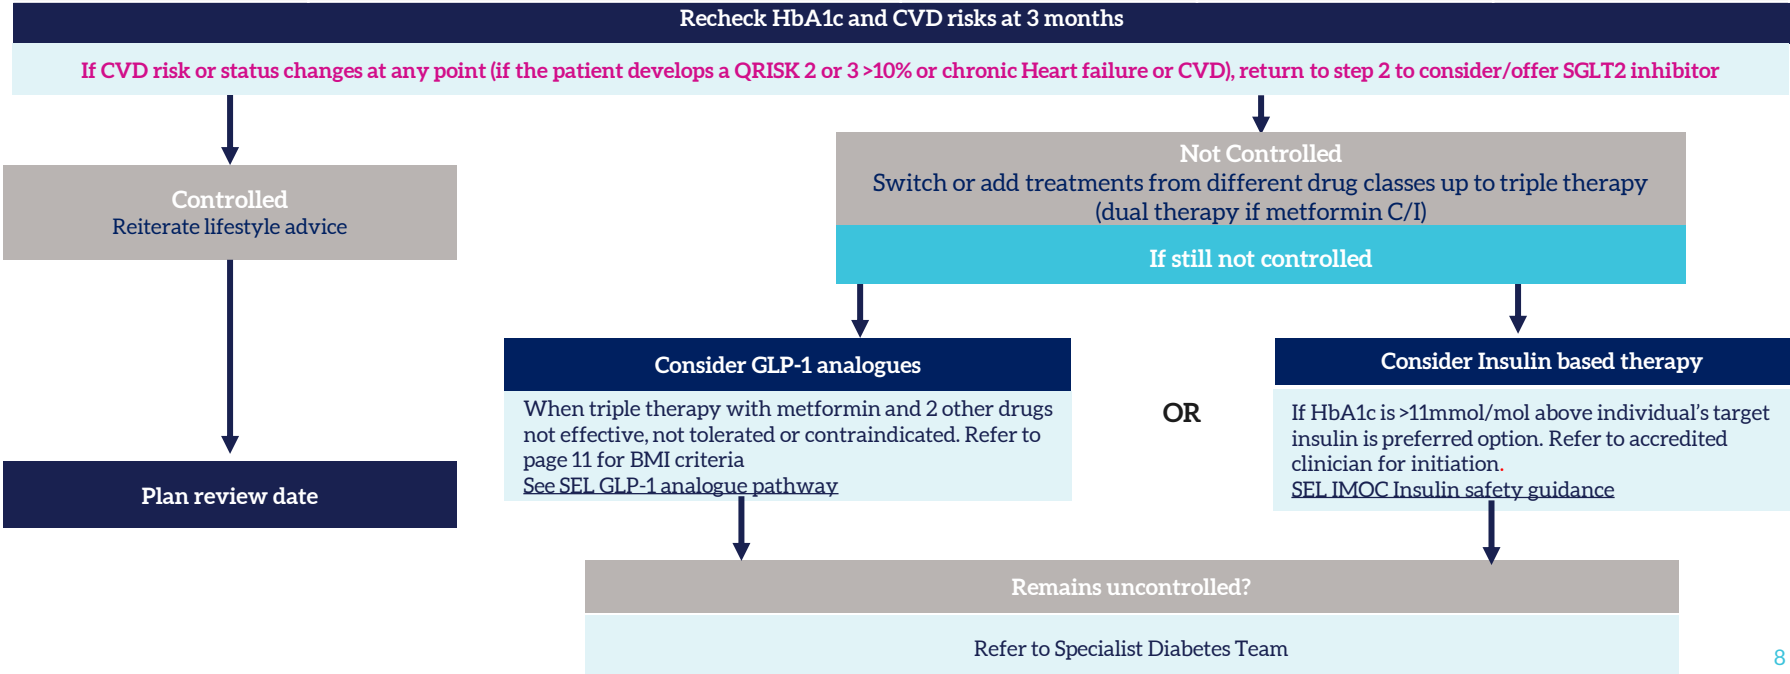 Recheck HbA1c and CVD risks at 3 months
If CVD risk or status changes at any point (if the patient develops a QRISK 2 or 3 >10% or chronic Heart failure or CVD), return to step 2 to consider/offer SGLT2 inhibitor
Controlled
Reiterate lifestyle advice
Plan review date
Not Controlled
Switch or add treatments from different drug classes up to triple therapy
(dual therapy if metformin C/I)
If still not controlled
Consider GLP-1 analogues
When triple therapy with metformin and 2 other drugs
not effective, not tolerated or contraindicated. Refer to
page 11 for BMI criteria
See SEL GLP-1 analogue pathway
OR
Consider Insulin based therapy
If HbA1c is >11mmol/mol above individual’s target
insulin is preferred option. Refer to accredited
clinician for initiation.
SEL IMOC Insulin safety guidance
Remains uncontrolled?
Refer to Specialist Diabetes Team
8